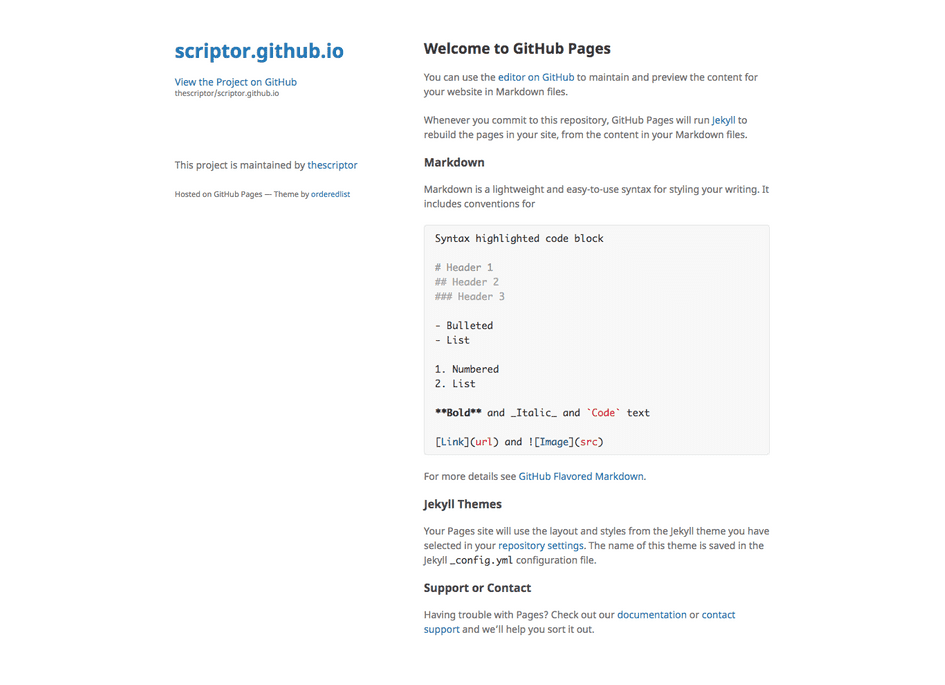 scriptor.github.io
View the Project on GitHub
thescriptor/scriptor.github.io
This project is maintained by thescriptor
Hosted on GitHub Pages — Theme by orderedlist
Welcome to GitHub Pages
You can use the editor on GitHub to maintain and preview the content for
your website in Markdown files.
Whenever you commit to this repository, GitHub Pages will run Jekyll to
rebuild the pages in your site, from the content in your Markdown files.
Markdown
Markdown is a lightweight and easy-to-use syntax for styling your writing. It
includes conventions for
Syntax highlighted code block
# Header 1
## Header 2
### Header 3
- Bulleted
- List
1. Numbered
2. List
**Bold** and _Italic_ and `Code` text
[Link](url) and ![Image](src)
For more details see GitHub Flavored Markdown.
Jekyll Themes
Your Pages site will use the layout and styles from the Jekyll theme you have
selected in your repository settings. The name of this theme is saved in the
Jekyll _config.yml configuration file.
Support or Contact
Having trouble with Pages? Check out our documentation or contact
support and we'll help you sort it out.